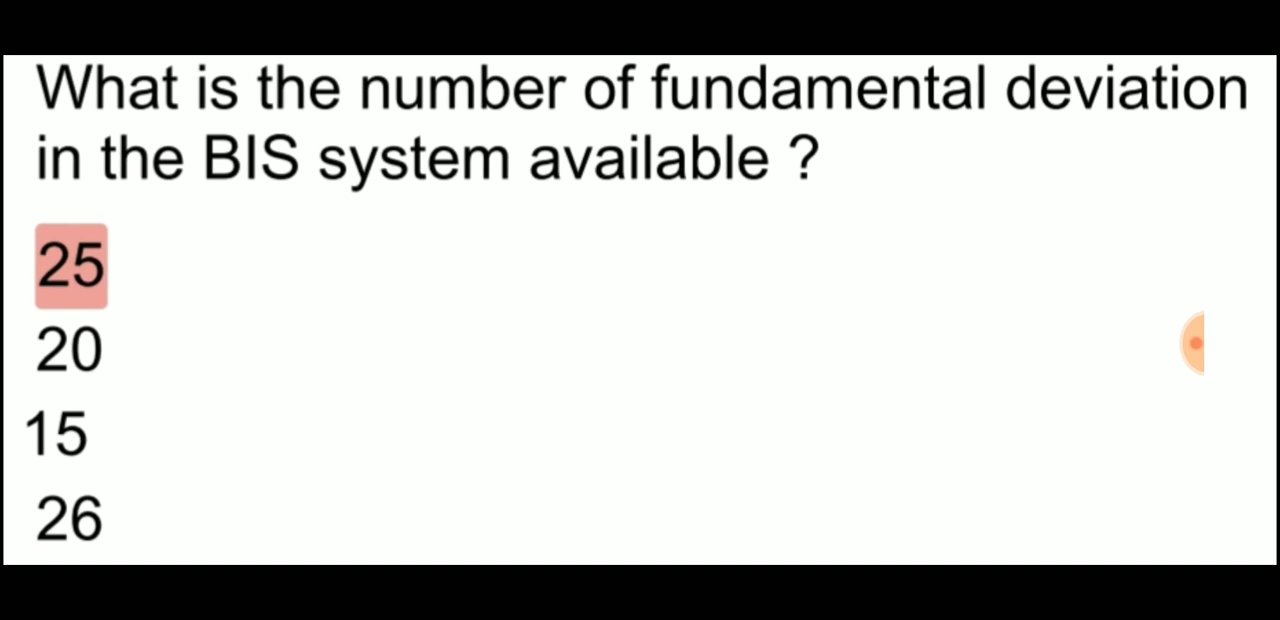 What is the number of fundamental deviation
in the BIS system available ?
25
20
15
26